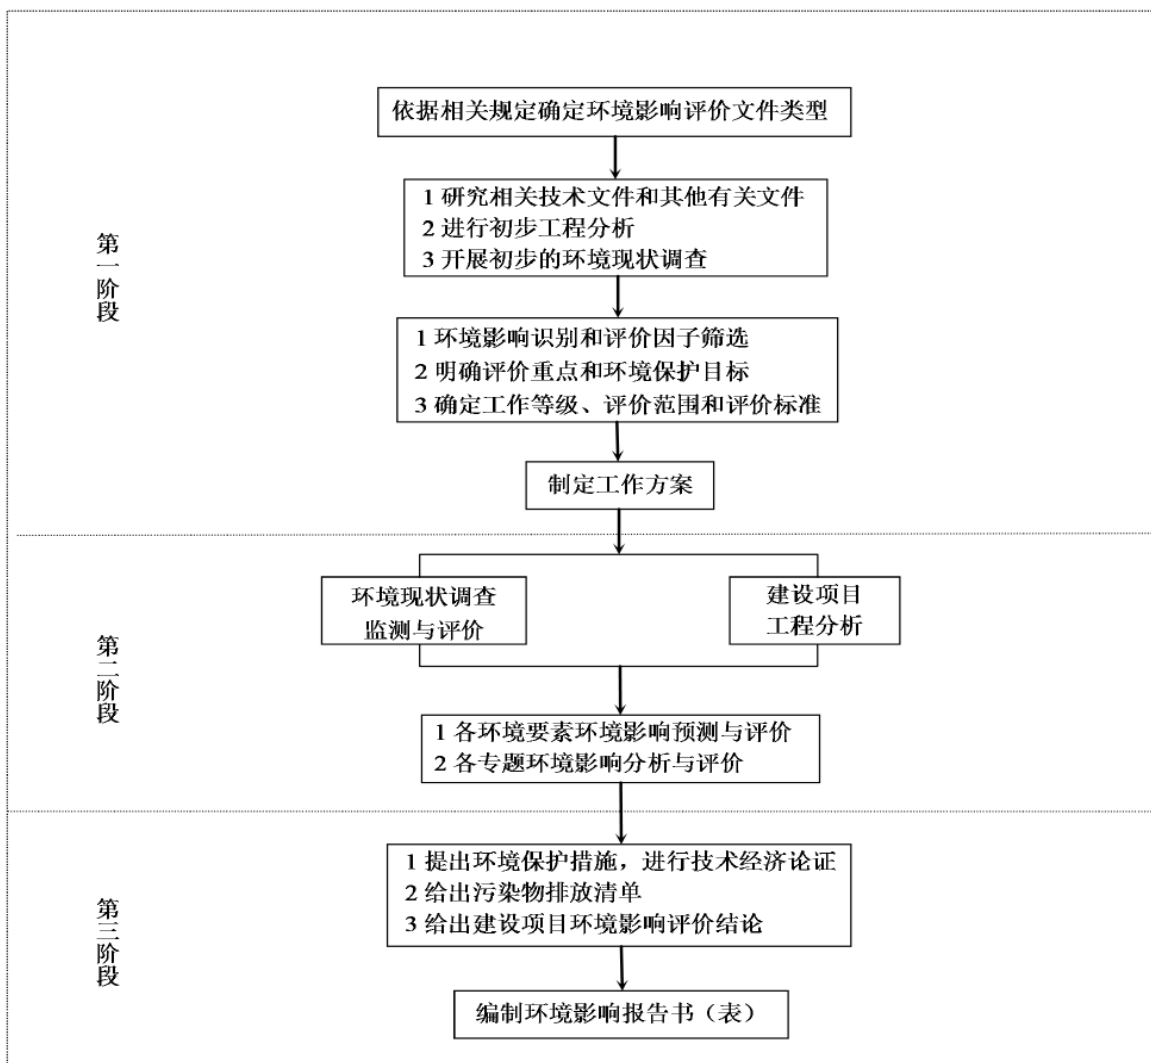 依据相关规定确定环境影响评价文件类型
1 研究相关技术文件和其他有关文件
2 进行初步工程分析
3 开展初步的环境现状调查
第一阶段
1 环境影响识别和评价因子筛选
2 明确评价重点和环境保护目标
3 确定工作等级、评价范围和评价标准
制定工作方案
环境现状调查
监测与评价
建设项目
工程分析
第二阶段
1 各环境要素环境影响预测与评价
2 各专题环境影响分析与评价
1 提出环境保护措施，进行技术经济论证
2 给出污染物排放清单
3 给出建设项目环境影响评价结论
第三阶段
编制环境影响报告书（表）